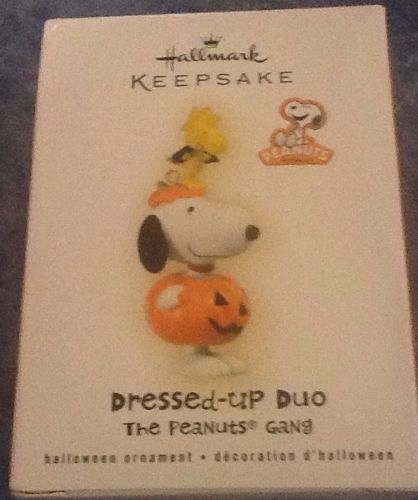 Hallmark
KEEPSAKE
PEANUTS
Dressed-up Duo
The Peanuts® Gang
halloween ornament • décoration d'halloween